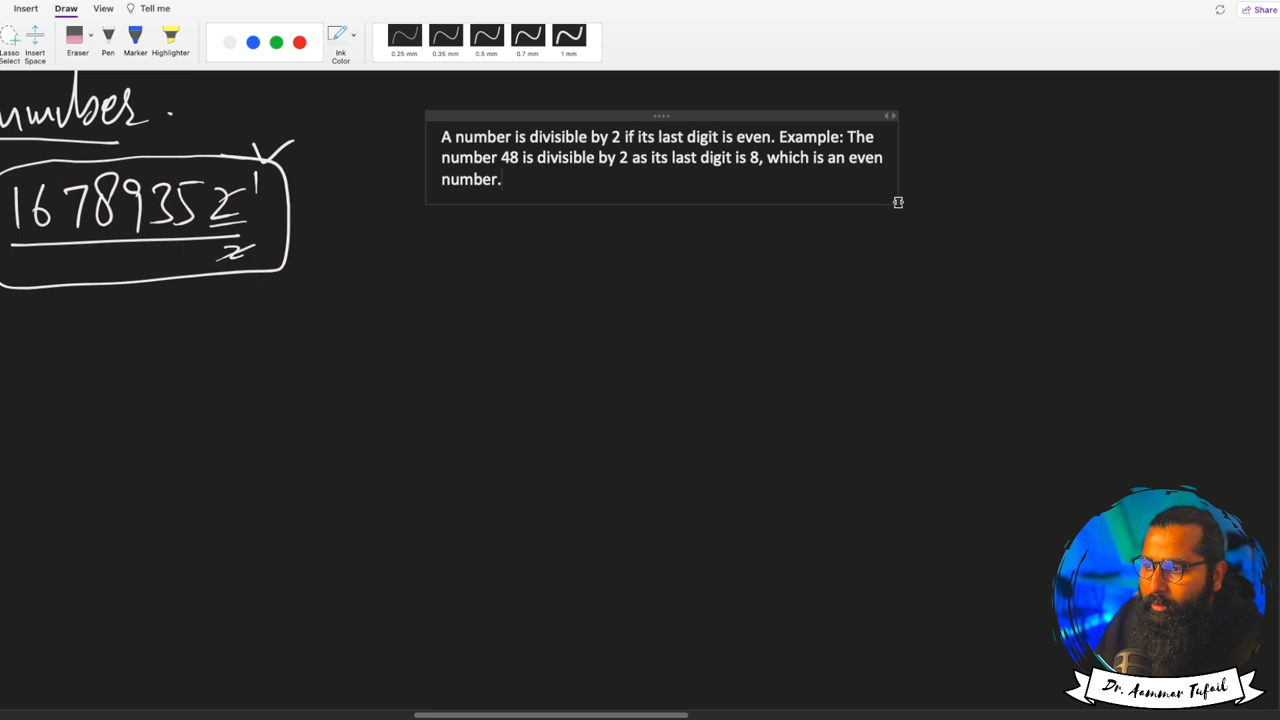 Insert Draw View Tell me
Share
Lasso Select
Insert Space
Eraser
Pen
Marker
Highlighter
Ink Color
0.25 mm 0.35 mm 0.5 mm 0.7 mm 1 mm
number.
A number is divisible by 2 if its last digit is even. Example: The
number 48 is divisible by 2 as its last digit is 8, which is an even
number.
16789352 1
2
Dr. Aammar Tufail